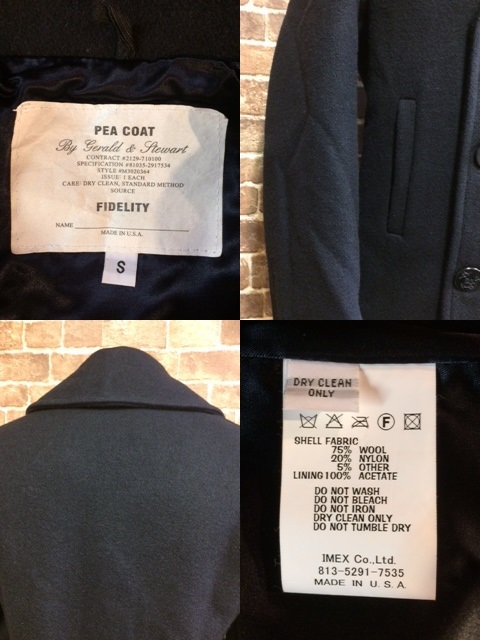 PEA COAT
By Gerald & Stewart
CONTRACT #2129-710100
SPECIFICATION #81035-2917534
STYLE #M3020364
ISSUE: 1 EACH
CARE: DRY CLEAN, STANDARD METHOD
SOURCE
FIDELITY
NAME
MADE IN U.S.A.
S
DRY CLEAN
ONLY
F
SHELL FABRIC
75% WOOL
20% NYLON
5% OTHER
LINING 100% ACETATE
DO NOT WASH
DO NOT BLEACH
DO NOT IRON
DRY CLEAN ONLY
DO NOT TUMBLE DRY
IMEX Co.,Ltd.
813-5291-7535
MADE IN U.S.A.